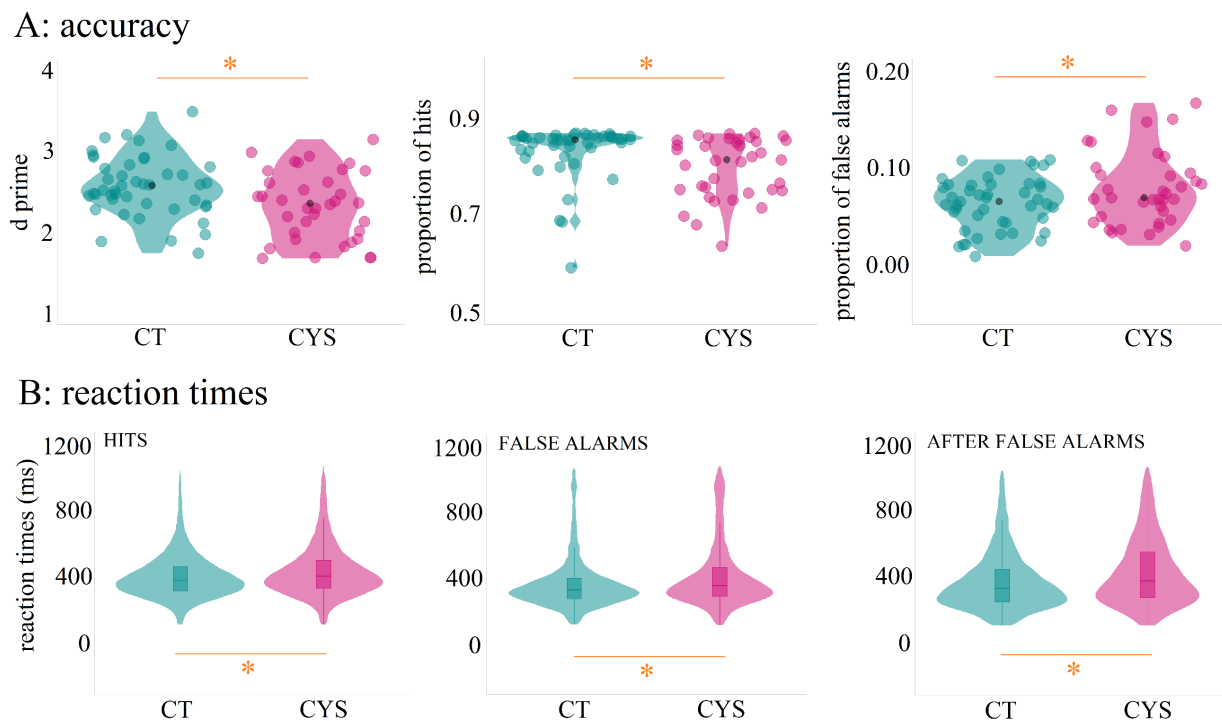 A: accuracy
d prime
4
3
2
1
*
CT
CYS
proportion of hits
0.9
0.7
0.5
*
CT
CYS
proportion of false alarms
0.20
0.10
0.00
*
CT
CYS
B: reaction times
reaction times (ms)
1200
800
400
0
HITS
*
CT
CYS
1200
800
400
0
FALSE ALARMS
*
CT
CYS
1200
800
400
0
AFTER FALSE ALARMS
*
CT
CYS